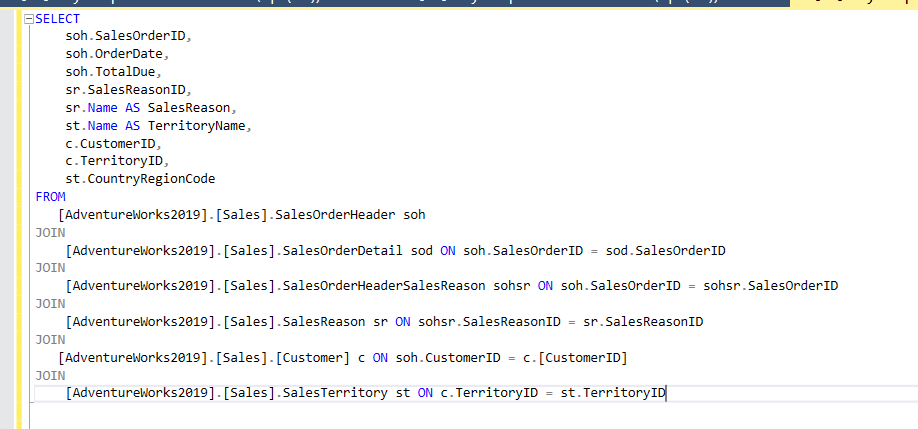 SELECT
soh.SalesOrderID,
soh.OrderDate,
soh.TotalDue,
sr.SalesReasonID,
sr.Name AS SalesReason,
st.Name AS TerritoryName,
c.CustomerID,
c.TerritoryID,
st.CountryRegionCode
FROM
[AdventureWorks2019].[Sales].SalesOrderHeader soh
JOIN
[AdventureWorks2019].[Sales].SalesOrderDetail sod ON soh.SalesOrderID = sod.SalesOrderID
JOIN
[AdventureWorks2019].[Sales].SalesOrderHeaderSalesReason sohsr ON soh.SalesOrderID = sohsr.SalesOrderID
JOIN
[AdventureWorks2019].[Sales].SalesReason sr ON sohsr.SalesReasonID = sr.SalesReasonID
JOIN
[AdventureWorks2019].[Sales].[Customer] c ON soh.CustomerID = c.[CustomerID]
JOIN
[AdventureWorks2019].[Sales].SalesTerritory st ON c.TerritoryID = st.TerritoryID